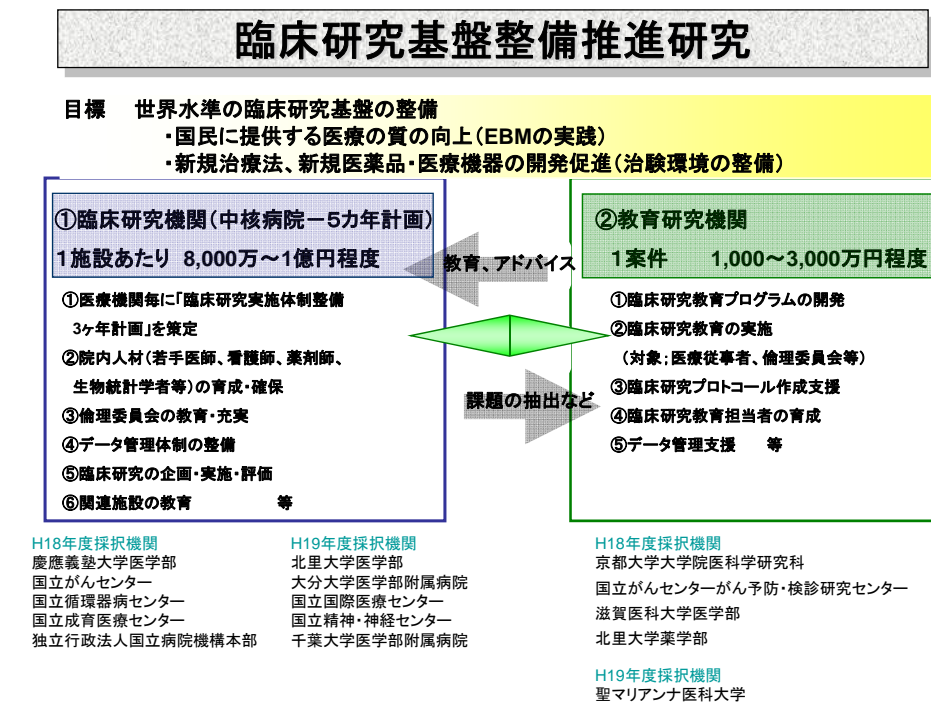 臨床研究基盤整備推進研究
目標　世界水準の臨床研究基盤の整備
・国民に提供する医療の質の向上（EBMの実践）
・新規治療法、新規医薬品・医療機器の開発促進（治験環境の整備）
①臨床研究機関（中核病院－５カ年計画）
１施設あたり 8,000万～1億円程度
①医療機関毎に「臨床研究実施体制整備
3ヶ年計画」を策定
②院内人材（若手医師、看護師、薬剤師、
生物統計学者等）の育成・確保
③倫理委員会の教育・充実
④データ管理体制の整備
⑤臨床研究の企画・実施・評価
⑥関連施設の教育　　等
教育、アドバイス
課題の抽出など
②教育研究機関
１案件　1,000～3,000万円程度
①臨床研究教育プログラムの開発
②臨床研究教育の実施
（対象；医療従事者、倫理委員会等）
③臨床研究プロトコール作成支援
④臨床研究教育担当者の育成
⑤データ管理支援　等
H18年度採択機関
慶應義塾大学医学部
国立がんセンター
国立循環器病センター
国立成育医療センター
独立行政法人国立病院機構本部
H19年度採択機関
北里大学医学部
大分大学医学部附属病院
国立国際医療センター
国立精神・神経センター
千葉大学医学部附属病院
H18年度採択機関
京都大学大学院医科学研究科
国立がんセンターがん予防・検診研究センター
滋賀医科大学医学部
北里大学薬学部
H19年度採択機関
聖マリアンナ医科大学